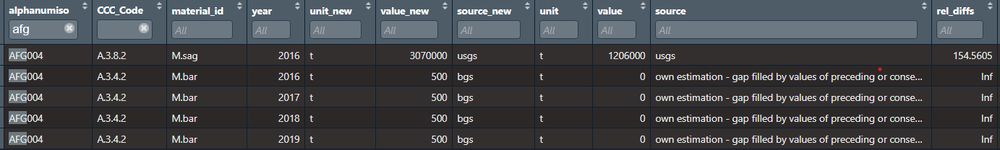 alphanumiso CCC_Code material_id year unit_new value_new source_new unit value source rel_diffs
afg All All All All All All All All All
AFG004 A.3.8.2 M.sag 2016 t 3070000 usgs t 1206000 usgs 154.5605
AFG004 A.3.4.2 M.bar 2016 t 500 bgs t 0 own estimation - gap filled by values of preceding or conse... Inf
AFG004 A.3.4.2 M.bar 2017 t 500 bgs t 0 own estimation - gap filled by values of preceding or conse... Inf
AFG004 A.3.4.2 M.bar 2018 t 500 bgs t 0 own estimation - gap filled by values of preceding or conse... Inf
AFG004 A.3.4.2 M.bar 2019 t 500 bgs t 0 own estimation - gap filled by values of preceding or conse... Inf